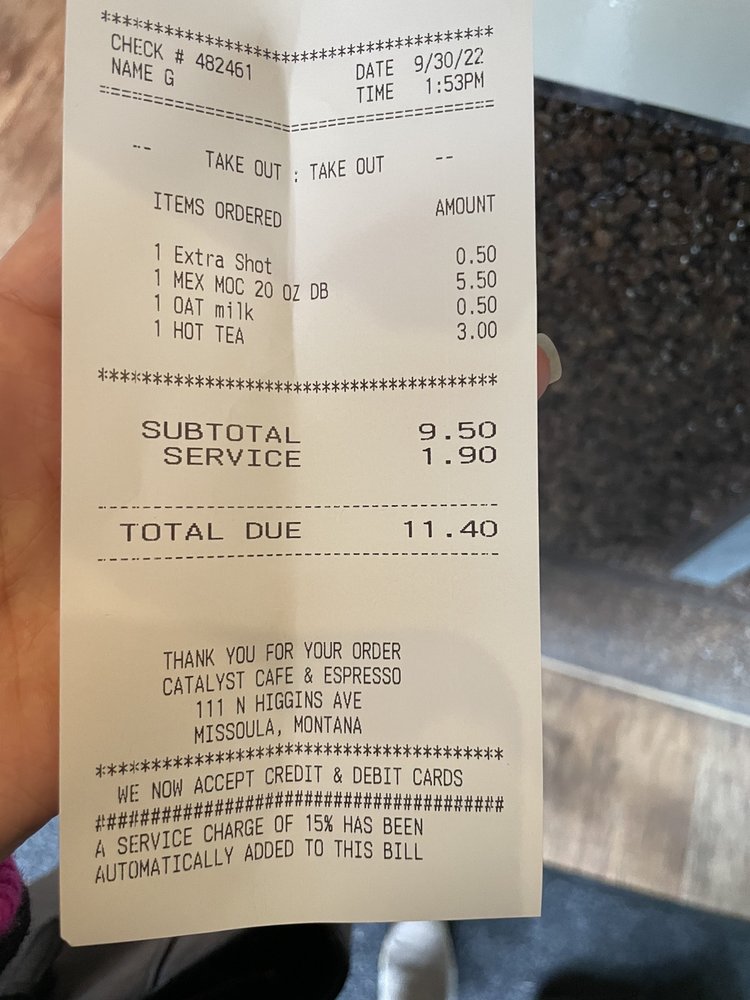 ****************************************
CHECK # 482461 DATE 9/30/22
NAME G TIME 1:53PM
========================================
-- TAKE OUT : TAKE OUT --
ITEMS ORDERED AMOUNT
1 Extra Shot 0.50
1 MEX MOC 20 OZ DB 5.50
1 OAT milk 0.50
1 HOT TEA 3.00
****************************************
SUBTOTAL 9.50
SERVICE 1.90
----------------------------------------
TOTAL DUE 11.40
----------------------------------------
THANK YOU FOR YOUR ORDER
CATALYST CAFE & ESPRESSO
111 N HIGGINS AVE
MISSOULA, MONTANA
****************************************
WE NOW ACCEPT CREDIT & DEBIT CARDS
########################################
A SERVICE CHARGE OF 15% HAS BEEN
AUTOMATICALLY ADDED TO THIS BILL